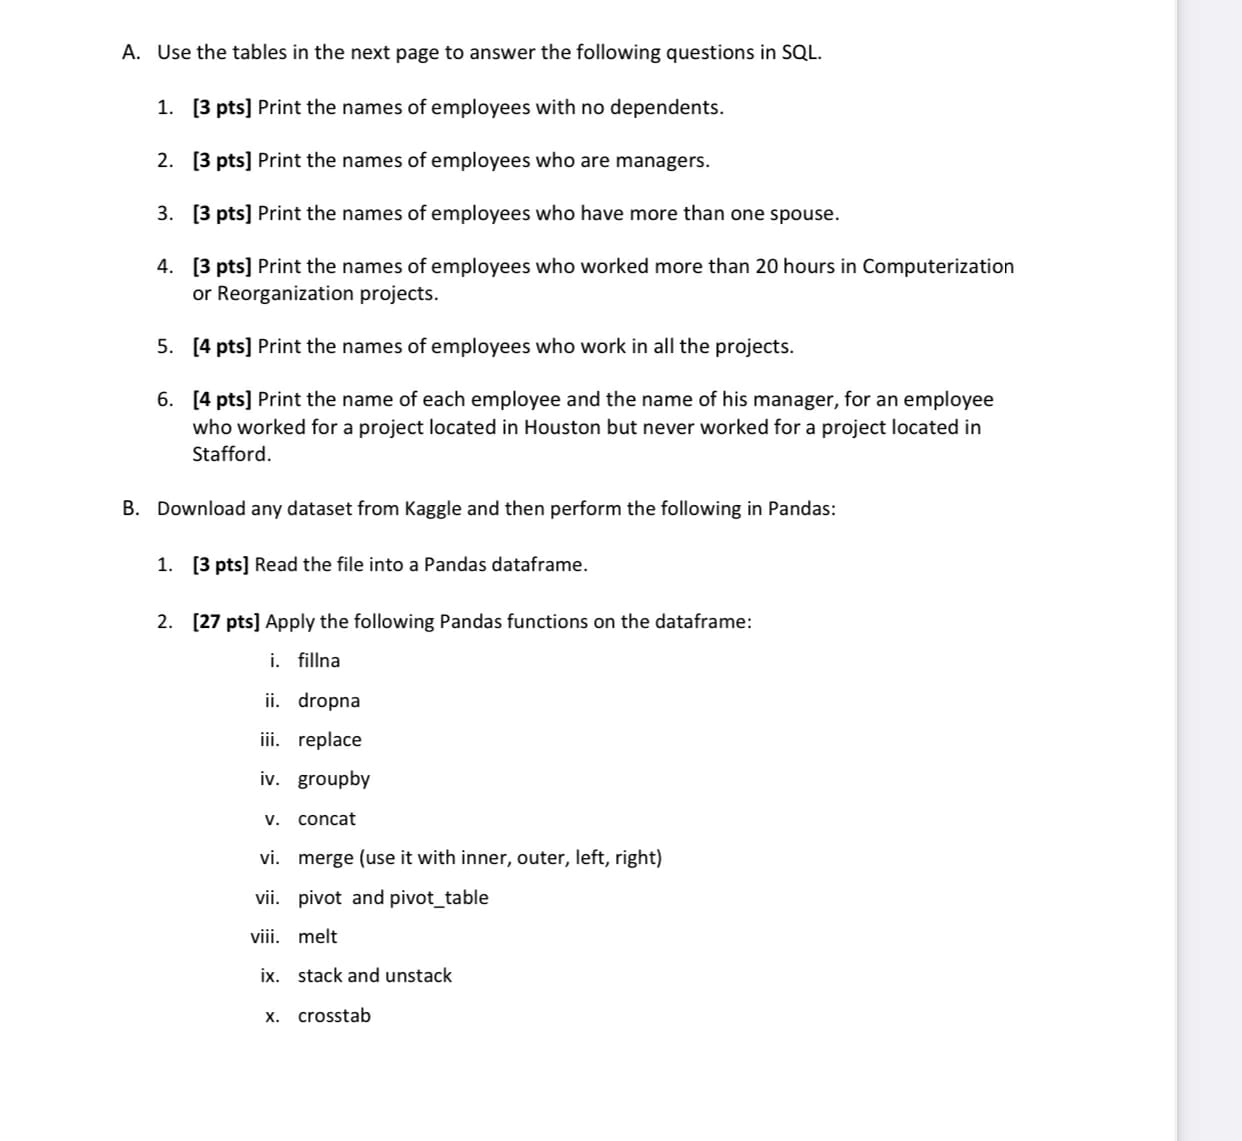 A. Use the tables in the next page to answer the following questions in SQL.
1. [3 pts] Print the names of employees with no dependents.
2. [3 pts] Print the names of employees who are managers.
3. [3 pts] Print the names of employees who have more than one spouse.
4. [3 pts] Print the names of employees who worked more than 20 hours in Computerization
or Reorganization projects.
5. [4 pts] Print the names of employees who work in all the projects.
6. [4 pts] Print the name of each employee and the name of his manager, for an employee
who worked for a project located in Houston but never worked for a project located in
Stafford.
B. Download any dataset from Kaggle and then perform the following in Pandas:
1. [3 pts] Read the file into a Pandas dataframe.
2. [27 pts] Apply the following Pandas functions on the dataframe:
i. fillna
ii. dropna
iii. replace
iv. groupby
v. concat
vi. merge (use it with inner, outer, left, right)
vii. pivot and pivot_table
viii. melt
ix. stack and unstack
x. crosstab